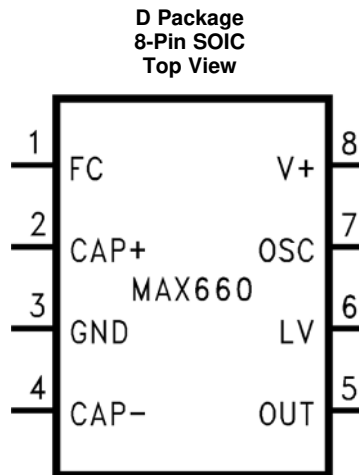 D Package
8-Pin SOIC
Top View
1 FC V+ 8
2 CAP+ OSC 7
MAX660
3 GND LV 6
4 CAP- OUT 5